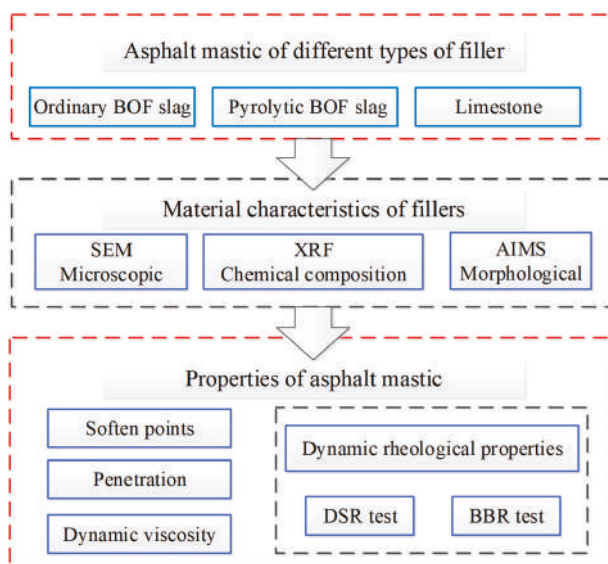 Asphalt mastic of different types of filler
Ordinary BOF slag
Pyrolytic BOF slag
Limestone
Material characteristics of fillers
SEM
Microscopic
XRF
Chemical composition
AIMS
Morphological
Properties of asphalt mastic
Soften points
Penetration
Dynamic viscosity
Dynamic rheological properties
DSR test
BBR test